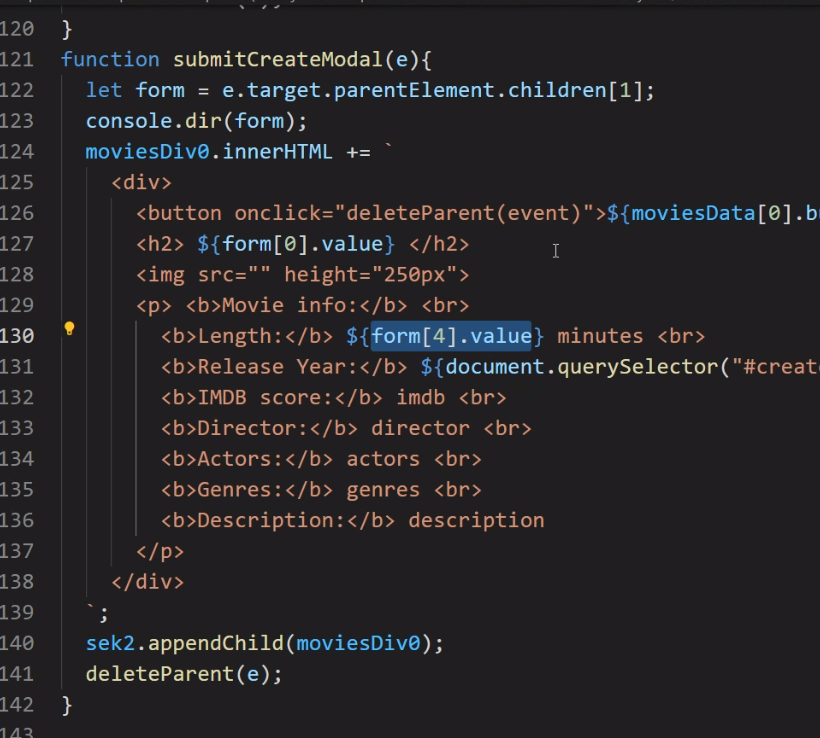 120 }
121 function submitCreateModal(e){
122 let form = e.target.parentElement.children[1];
123 console.dir(form);
124 moviesDiv0.innerHTML += `
125 <div>
126 <button onclick="deleteParent(event)">${moviesData[0].bu
127 <h2> ${form[0].value} </h2>
128 <img src="" height="250px">
129 <p> <b>Movie info:</b> <br>
130 <b>Length:</b> ${form[4].value} minutes <br>
131 <b>Release Year:</b> ${document.querySelector("#create
132 <b>IMDB score:</b> imdb <br>
133 <b>Director:</b> director <br>
134 <b>Actors:</b> actors <br>
135 <b>Genres:</b> genres <br>
136 <b>Description:</b> description
137 </p>
138 </div>
139 `;
140 sek2.appendChild(moviesDiv0);
141 deleteParent(e);
142 }
143